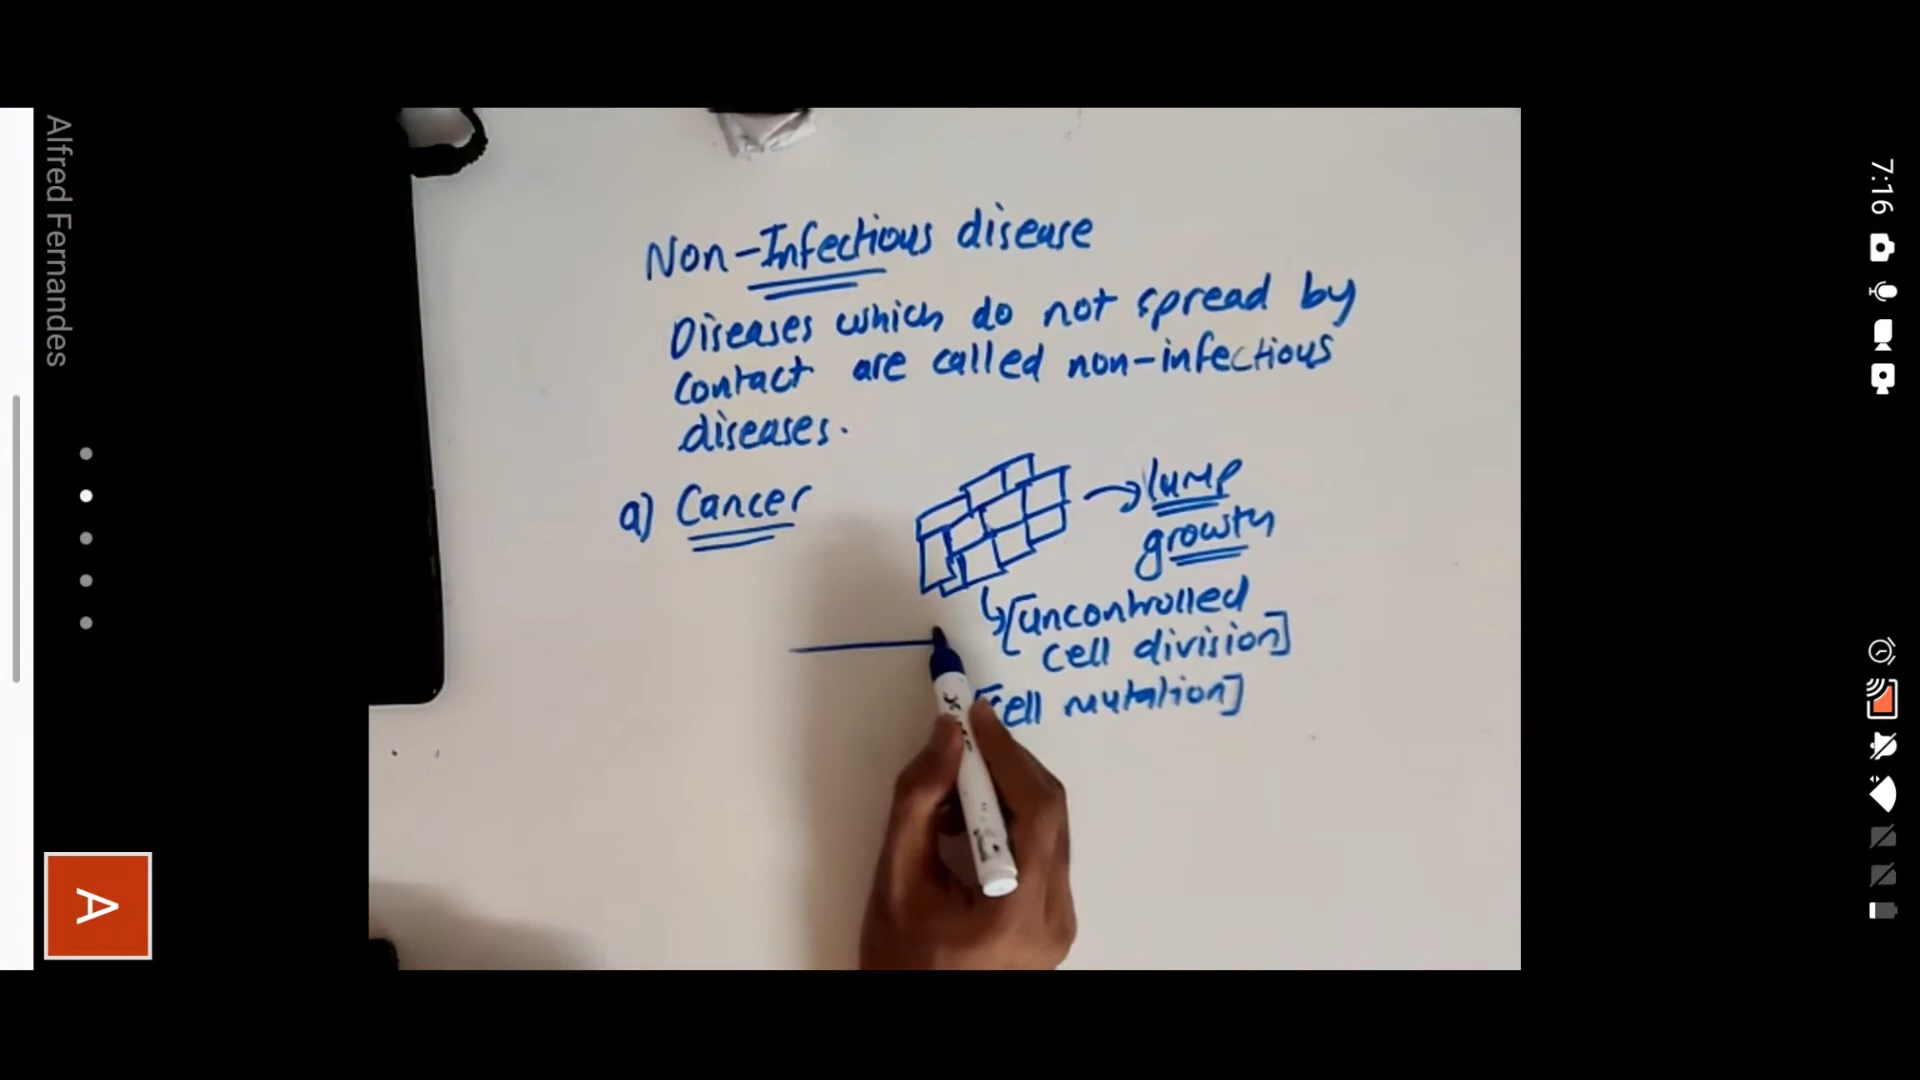 Alfred Fernandes
7:16
Non-Infectious disease
Diseases which do not spread by
contact are called non-infectious
diseases.
a) Cancer
lump
growth
[uncontrolled
cell division]
[cell mutation]
A